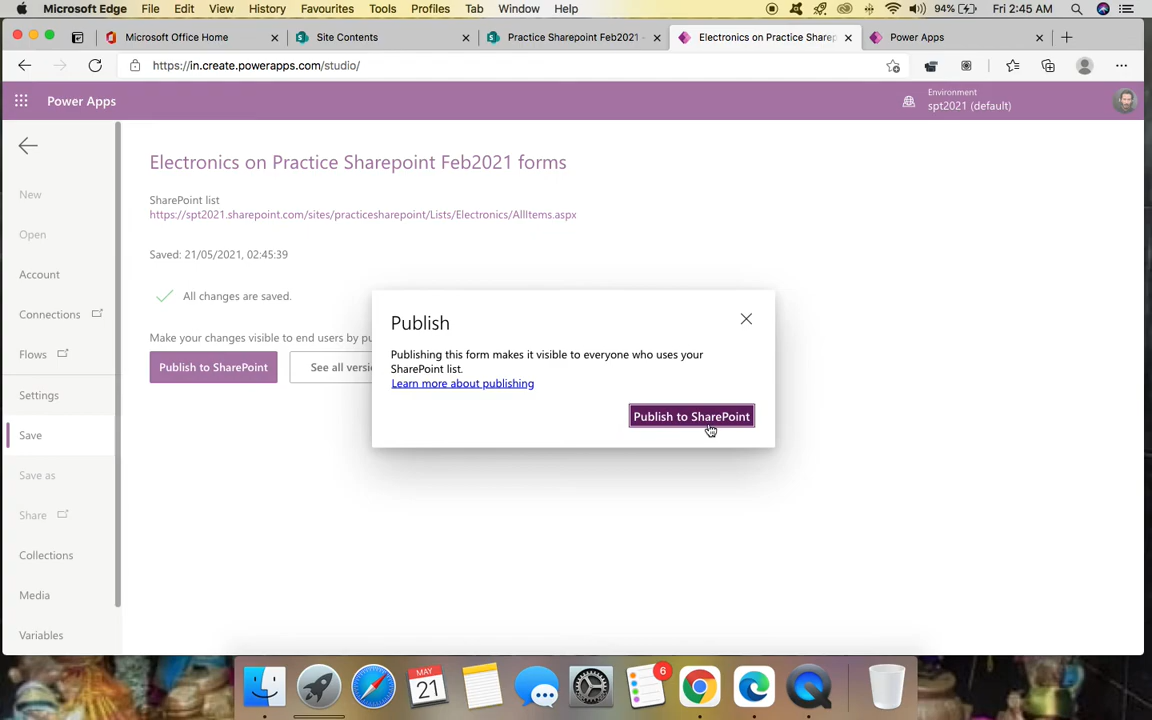 Microsoft Edge File Edit View History Favourites Tools Profiles Tab Window Help 94% Fri 2:45 AM
Microsoft Office Home Site Contents Practice Sharepoint Feb2021 - Electronics on Practice Sharep Power Apps
https://in.create.powerapps.com/studio/
Power Apps
Environment
spt2021 (default)
Electronics on Practice Sharepoint Feb2021 forms
New
SharePoint list
https://spt2021.sharepoint.com/sites/practicesharepoint/Lists/Electronics/AllItems.aspx
Open
Saved: 21/05/2021, 02:45:39
Account
All changes are saved.
Connections
Make your changes visible to end users by pu
Flows
Publish to SharePoint See all versi
Publish
Publishing this form makes it visible to everyone who uses your
SharePoint list.
Learn more about publishing
Publish to SharePoint
Settings
Save
Save as
Share
Collections
Media
Variables
MAY
21
6